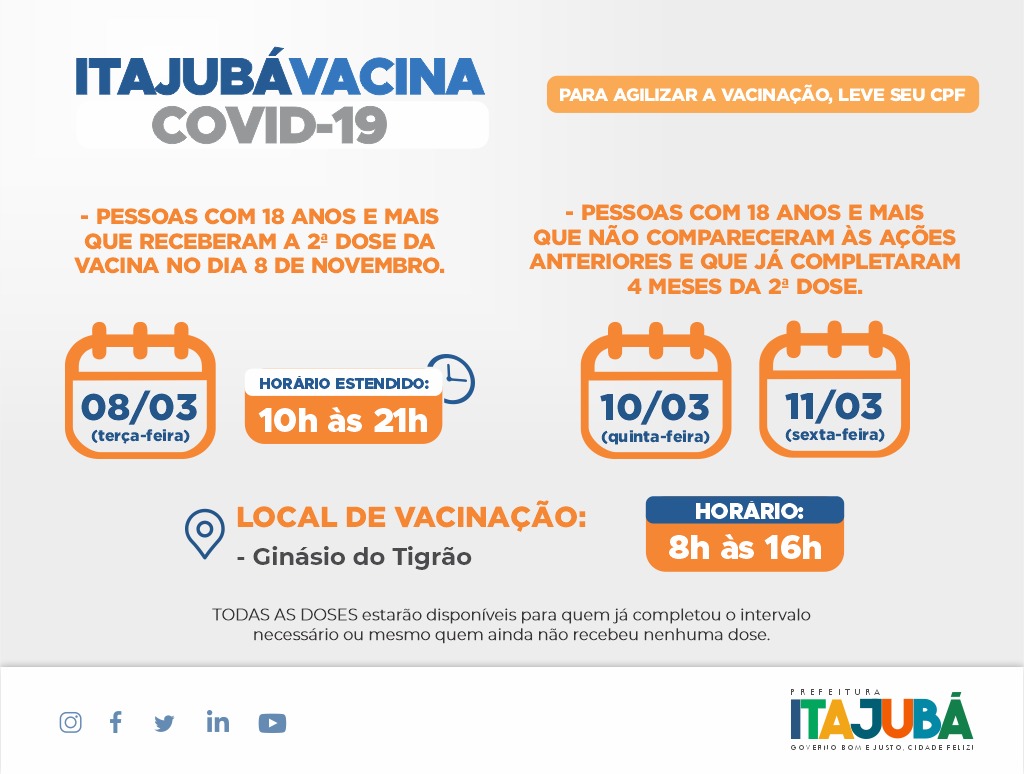 ITAJUBÁVACINA
COVID-19
PARA AGILIZAR A VACINAÇÃO, LEVE SEU CPF
- PESSOAS COM 18 ANOS E MAIS
QUE RECEBERAM A 2ª DOSE DA
VACINA NO DIA 8 DE NOVEMBRO.
08/03
(terça-feira)
HORÁRIO ESTENDIDO:
10h às 21h
- PESSOAS COM 18 ANOS E MAIS
QUE NÃO COMPARECERAM ÀS AÇÕES
ANTERIORES E QUE JÁ COMPLETARAM
4 MESES DA 2ª DOSE.
10/03
(quinta-feira)
11/03
(sexta-feira)
LOCAL DE VACINAÇÃO:
- Ginásio do Tigrão
HORÁRIO:
8h às 16h
TODAS AS DOSES estarão disponíveis para quem já completou o intervalo
necessário ou mesmo quem ainda não recebeu nenhuma dose.
PREFEITURA
ITAJUBÁ
GOVERNO BOM E JUSTO, CIDADE FELIZ!